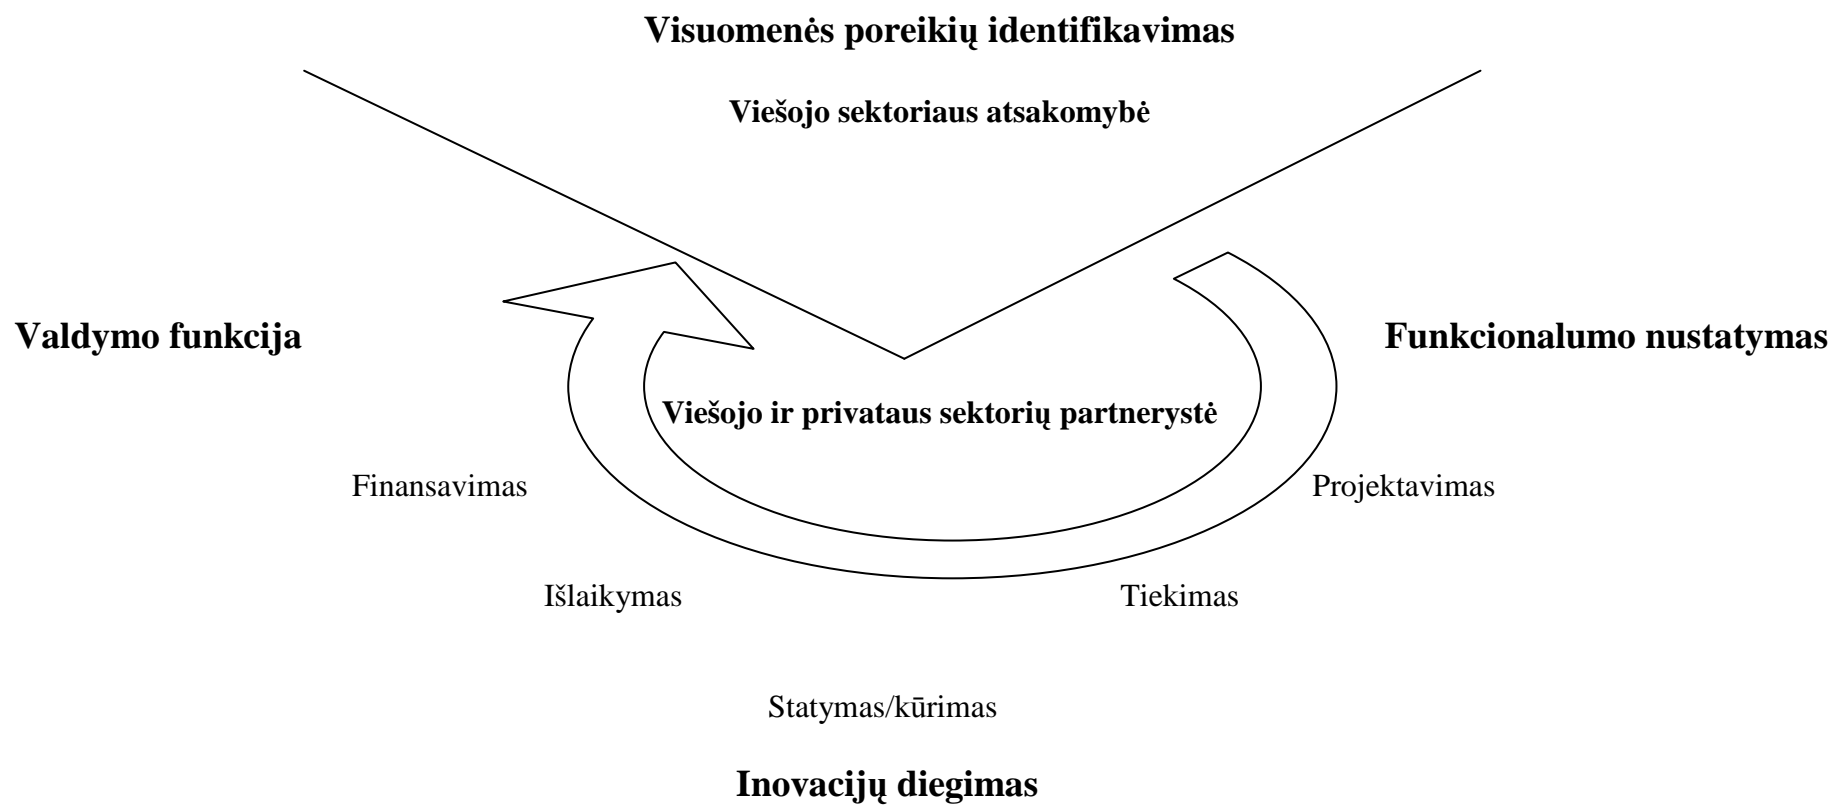 Visuomenės poreikių identifikavimas
Viešojo sektoriaus atsakomybė
Valdymo funkcija
Funkcionalumo nustatymas
Viešojo ir privataus sektorių partnerystė
Finansavimas
Projektavimas
Išlaikymas
Tiekimas
Statymas/kūrimas
Inovacijų diegimas